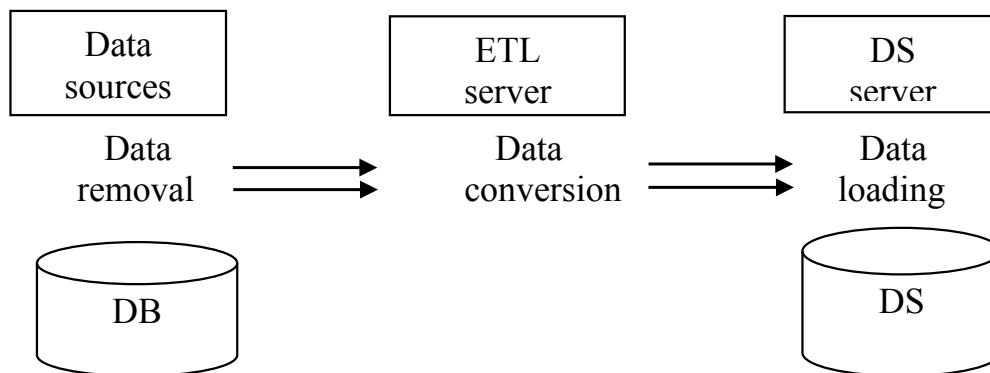 Data
sources
ETL
server
DS
server
Data
removal
Data
conversion
Data
loading
DB
DS